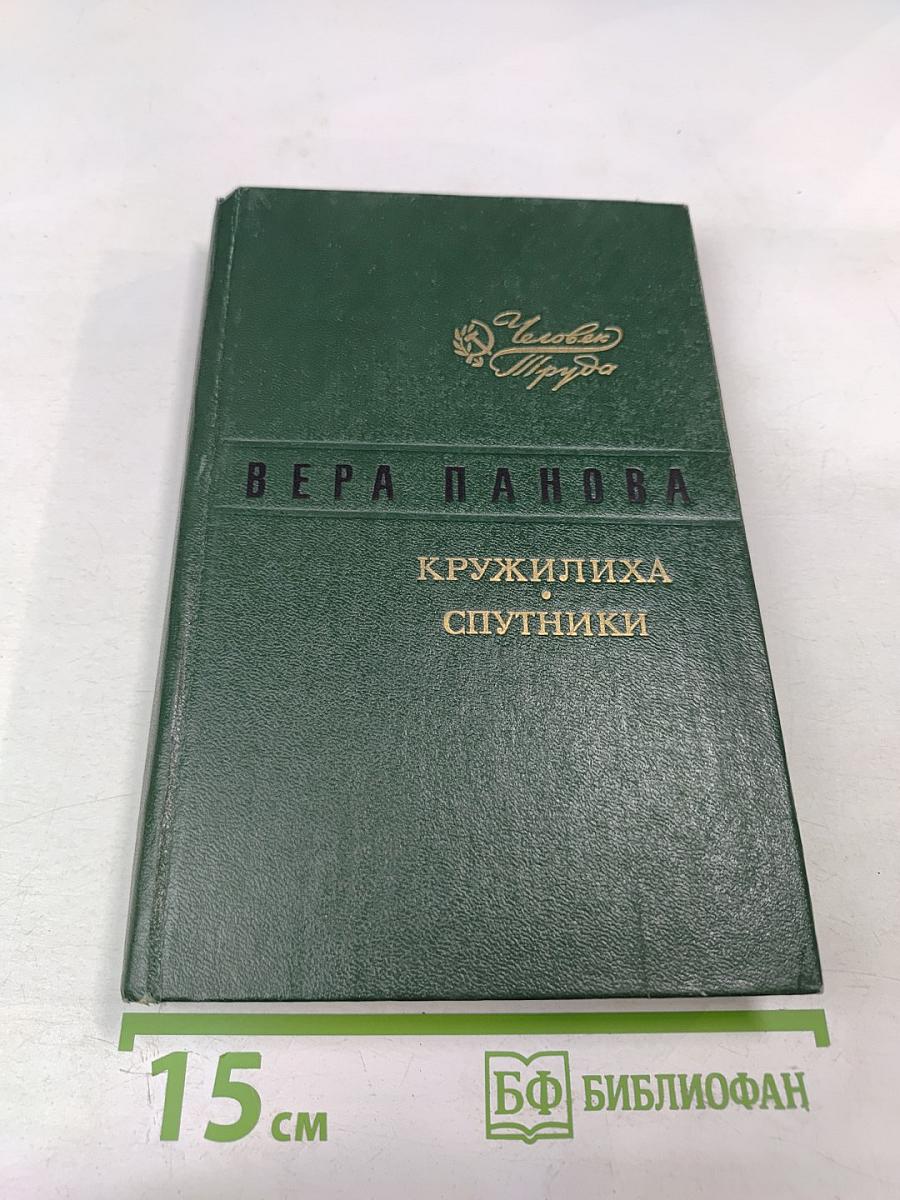 Человек
Труда
ВЕРА ПАНОВА
КРУЖИЛИХА
•
СПУТНИКИ
15 см
БФ БИБЛИОФАН